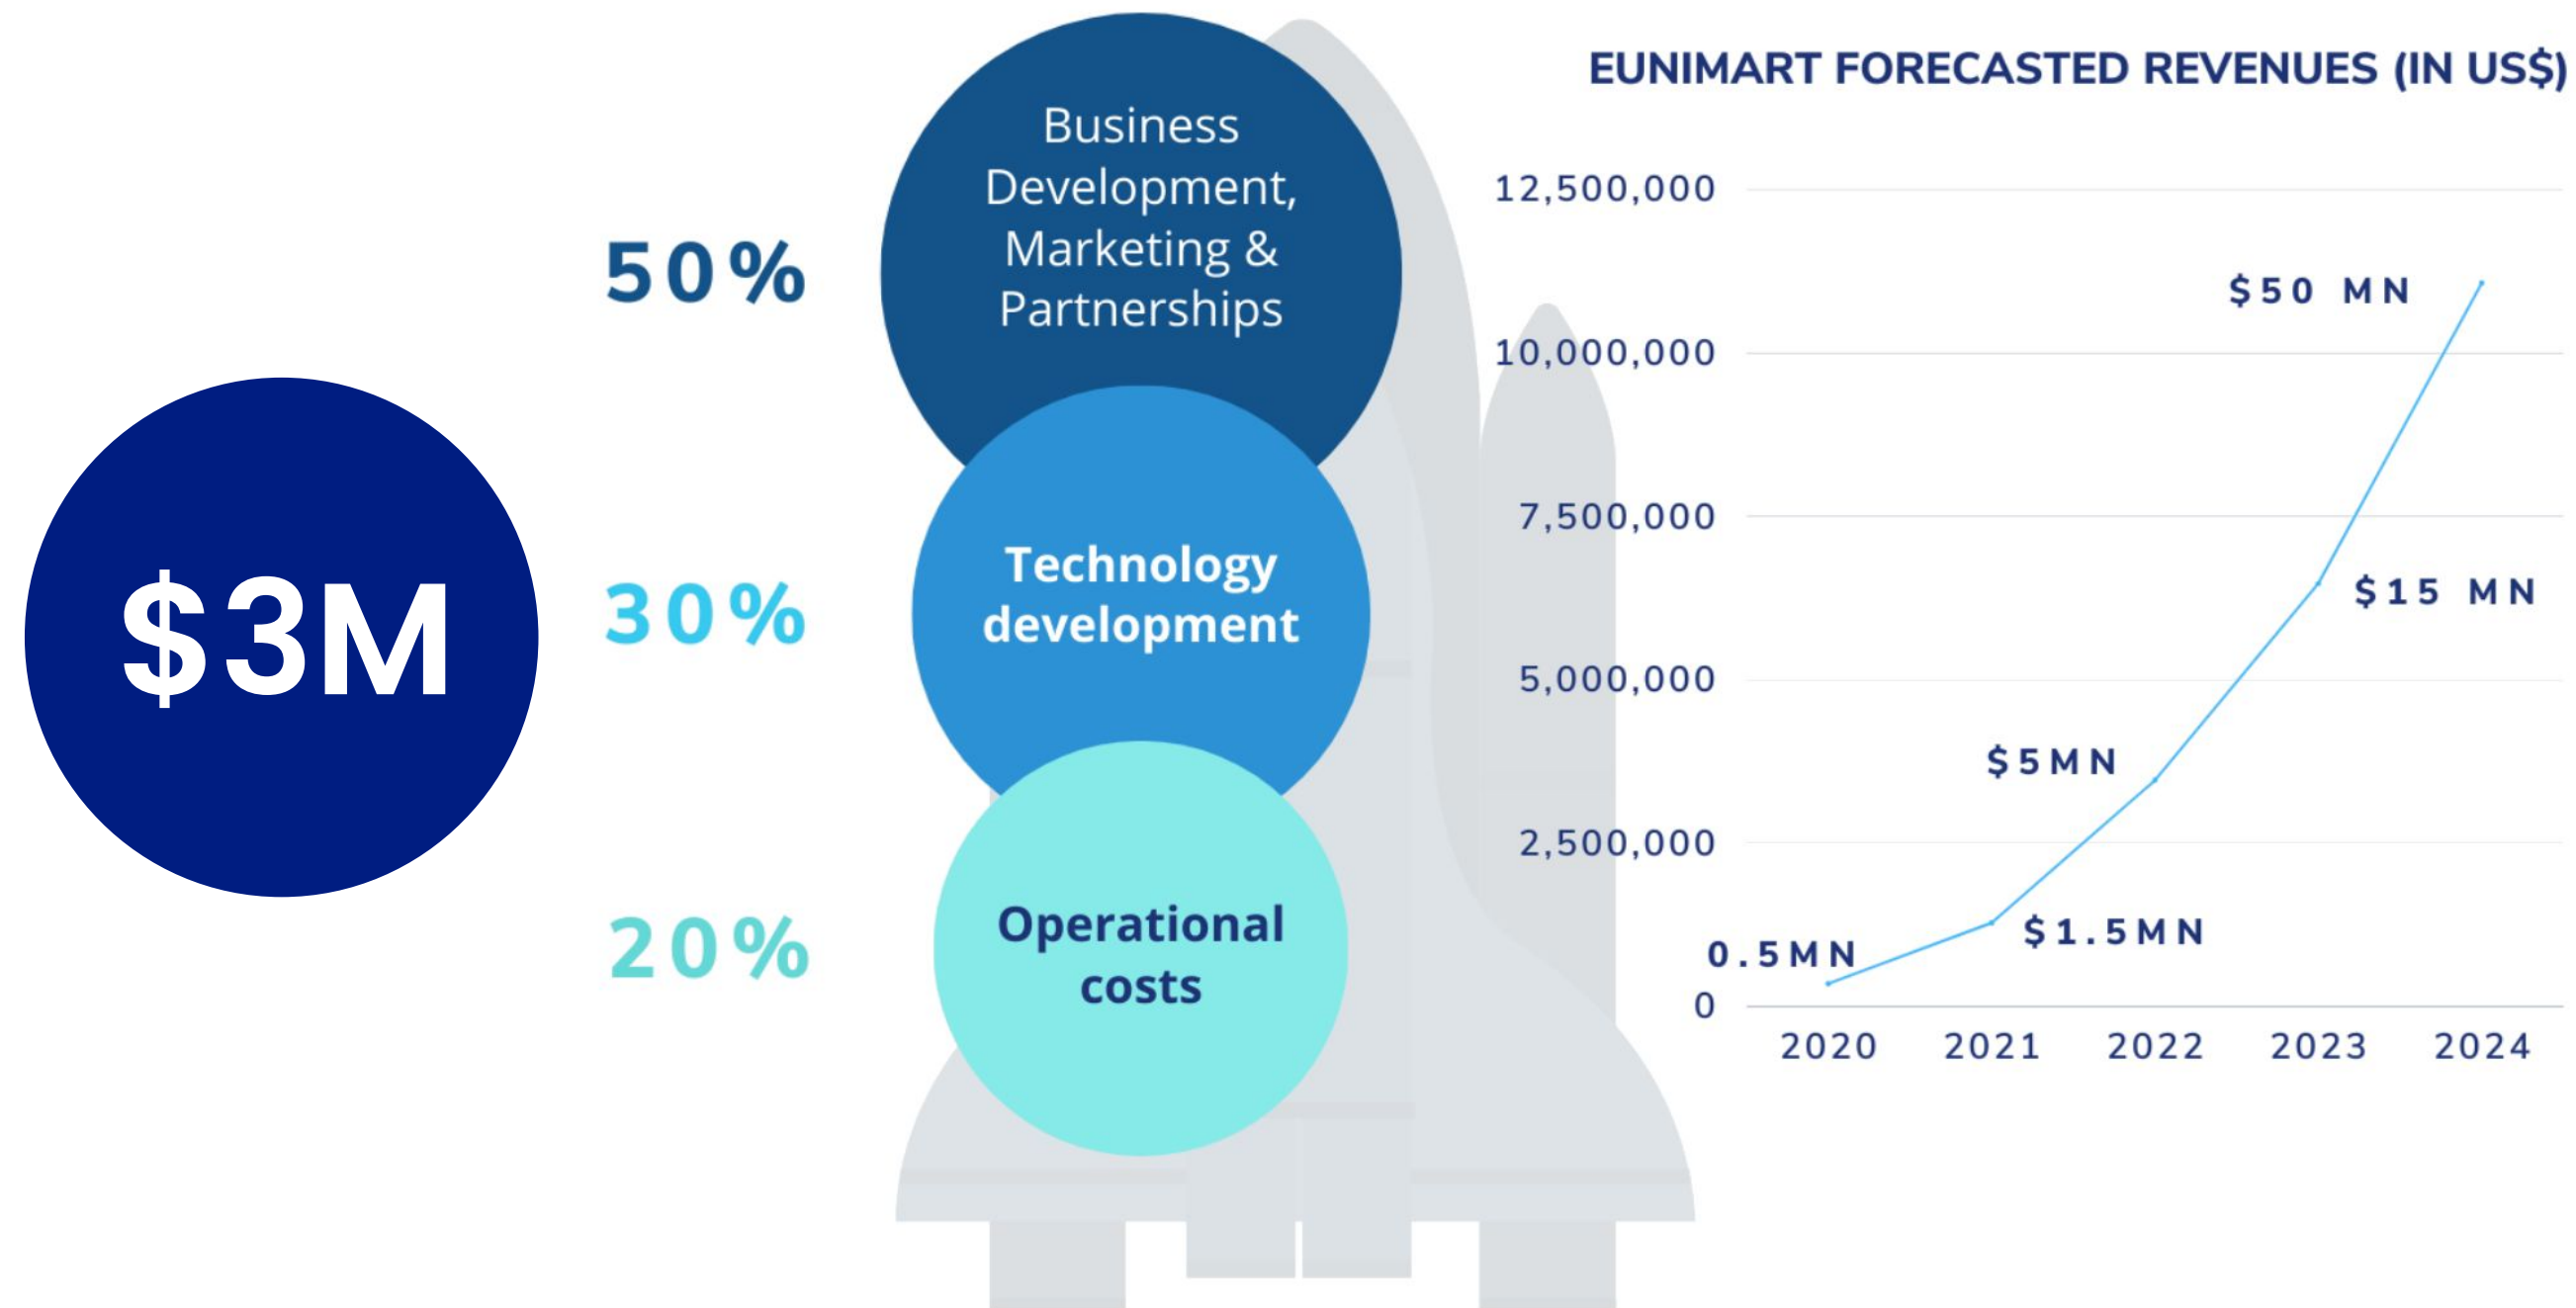 $3M
50%
Business
Development,
Marketing &
Partnerships
30%
Technology
development
20%
Operational
costs
EUNIMART FORECASTED REVENUES (IN US$)
12,500,000
10,000,000
7,500,000
5,000,000
2,500,000
0
0.5MN
$1.5MN
$5MN
$15 MN
$50 MN
2020 2021 2022 2023 2024